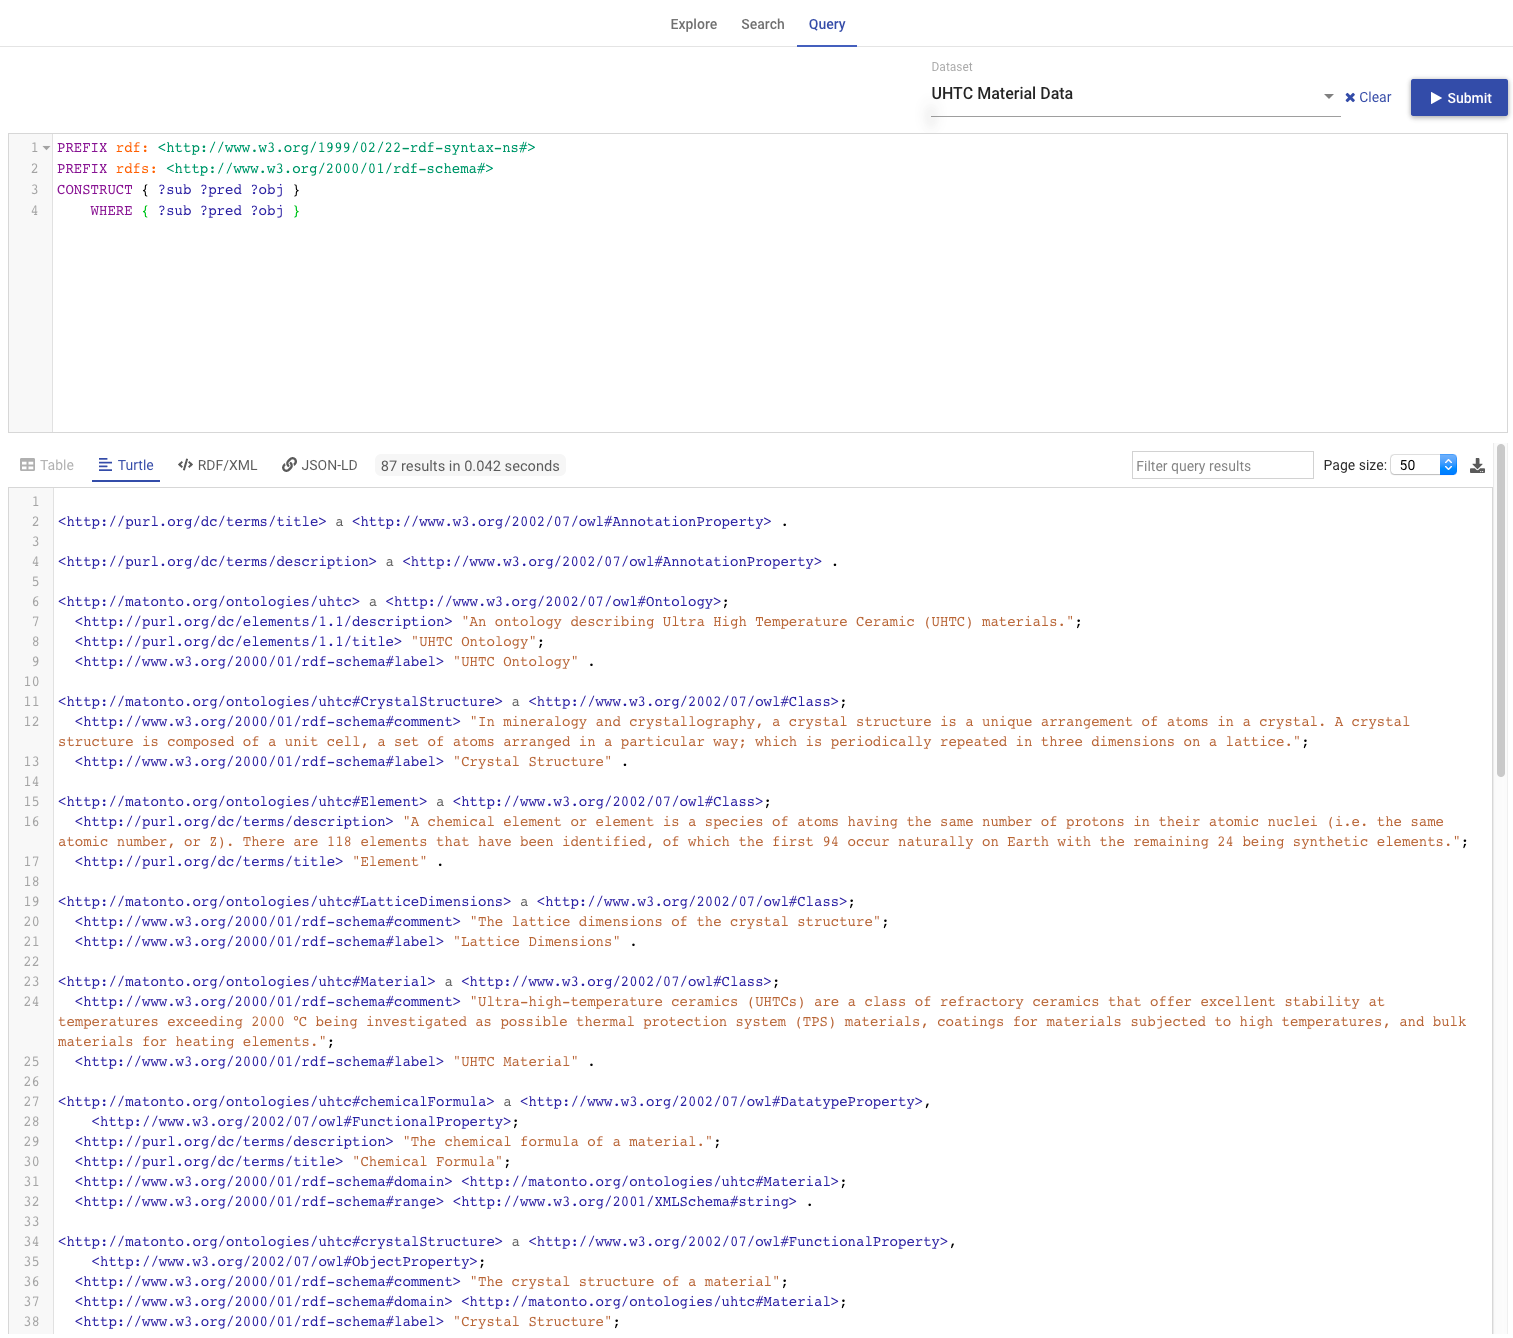 Explore Search Query
Dataset
UHTC Material Data
Clear
Submit
1 PREFIX rdf: <http://www.w3.org/1999/02/22-rdf-syntax-ns#>
2 PREFIX rdfs: <http://www.w3.org/2000/01/rdf-schema#>
3 CONSTRUCT { ?sub ?pred ?obj }
4 WHERE { ?sub ?pred ?obj }
Table Turtle RDF/XML JSON-LD 87 results in 0.042 seconds Filter query results Page size: 50
1
2 <http://purl.org/dc/terms/title> a <http://www.w3.org/2002/07/owl#AnnotationProperty> .
3
4 <http://purl.org/dc/terms/description> a <http://www.w3.org/2002/07/owl#AnnotationProperty> .
5
6 <http://matonto.org/ontologies/uhtc> a <http://www.w3.org/2002/07/owl#Ontology>;
7 <http://purl.org/dc/elements/1.1/description> "An ontology describing Ultra High Temperature Ceramic (UHTC) materials.";
8 <http://purl.org/dc/elements/1.1/title> "UHTC Ontology";
9 <http://www.w3.org/2000/01/rdf-schema#label> "UHTC Ontology" .
10
11 <http://matonto.org/ontologies/uhtc#CrystalStructure> a <http://www.w3.org/2002/07/owl#Class>;
12 <http://www.w3.org/2000/01/rdf-schema#comment> "In mineralogy and crystallography, a crystal structure is a unique arrangement of atoms in a crystal. A crystal
structure is composed of a unit cell, a set of atoms arranged in a particular way; which is periodically repeated in three dimensions on a lattice.";
13 <http://www.w3.org/2000/01/rdf-schema#label> "Crystal Structure" .
14
15 <http://matonto.org/ontologies/uhtc#Element> a <http://www.w3.org/2002/07/owl#Class>;
16 <http://purl.org/dc/terms/description> "A chemical element or element is a species of atoms having the same number of protons in their atomic nuclei (i.e. the same
atomic number, or Z). There are 118 elements that have been identified, of which the first 94 occur naturally on Earth with the remaining 24 being synthetic elements.";
17 <http://purl.org/dc/terms/title> "Element" .
18
19 <http://matonto.org/ontologies/uhtc#LatticeDimensions> a <http://www.w3.org/2002/07/owl#Class>;
20 <http://www.w3.org/2000/01/rdf-schema#comment> "The lattice dimensions of the crystal structure";
21 <http://www.w3.org/2000/01/rdf-schema#label> "Lattice Dimensions" .
22
23 <http://matonto.org/ontologies/uhtc#Material> a <http://www.w3.org/2002/07/owl#Class>;
24 <http://www.w3.org/2000/01/rdf-schema#comment> "Ultra-high-temperature ceramics (UHTCs) are a class of refractory ceramics that offer excellent stability at
temperatures exceeding 2000 °C being investigated as possible thermal protection system (TPS) materials, coatings for materials subjected to high temperatures, and bulk
materials for heating elements.";
25 <http://www.w3.org/2000/01/rdf-schema#label> "UHTC Material" .
26
27 <http://matonto.org/ontologies/uhtc#chemicalFormula> a <http://www.w3.org/2002/07/owl#DatatypeProperty>,
28 <http://www.w3.org/2002/07/owl#FunctionalProperty>;
29 <http://purl.org/dc/terms/description> "The chemical formula of a material.";
30 <http://purl.org/dc/terms/title> "Chemical Formula";
31 <http://www.w3.org/2000/01/rdf-schema#domain> <http://matonto.org/ontologies/uhtc#Material>;
32 <http://www.w3.org/2000/01/rdf-schema#range> <http://www.w3.org/2001/XMLSchema#string> .
33
34 <http://matonto.org/ontologies/uhtc#crystalStructure> a <http://www.w3.org/2002/07/owl#FunctionalProperty>,
35 <http://www.w3.org/2002/07/owl#ObjectProperty>;
36 <http://www.w3.org/2000/01/rdf-schema#comment> "The crystal structure of a material";
37 <http://www.w3.org/2000/01/rdf-schema#domain> <http://matonto.org/ontologies/uhtc#Material>;
38 <http://www.w3.org/2000/01/rdf-schema#label> "Crystal Structure";